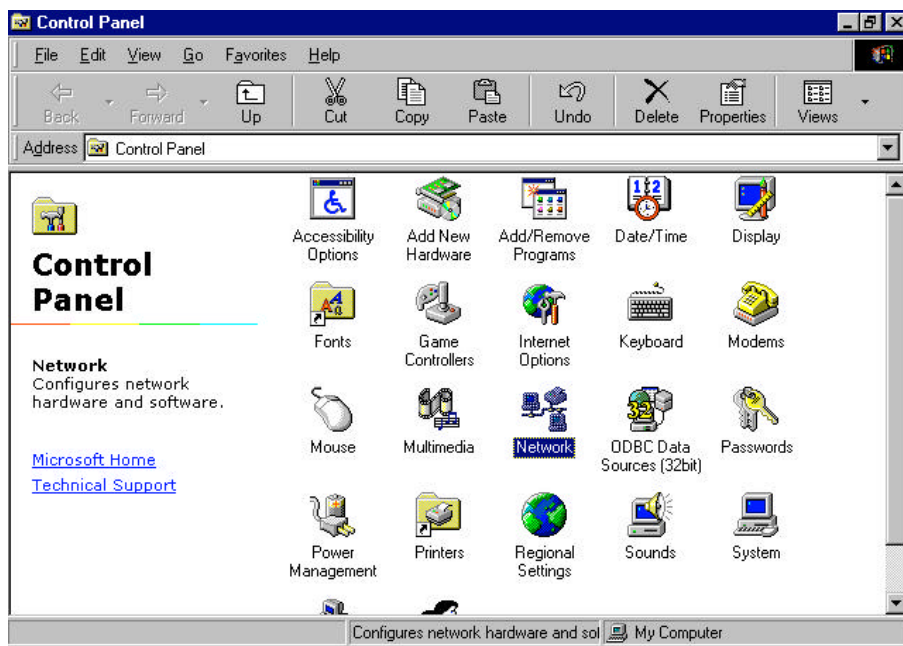 Control Panel
File Edit View Go Favorites Help
Back Forward Up Cut Copy Paste Undo Delete Properties Views
Address Control Panel
Control
Panel
Network
Configures network
hardware and software.
Microsoft Home
Technical Support
Accessibility
Options
Add New
Hardware
Add/Remove
Programs
Date/Time
Display
Fonts
Game
Controllers
Internet
Options
Keyboard
Modems
Mouse
Multimedia
Network
ODBC Data
Sources (32bit)
Passwords
Power
Management
Printers
Regional
Settings
Sounds
System
Configures network hardware and sol
My Computer